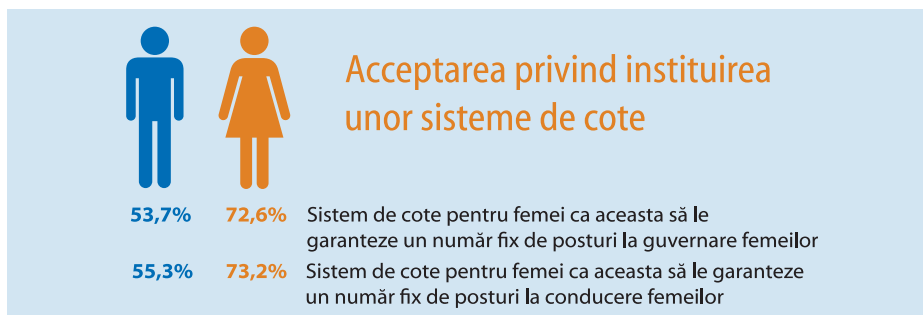 Acceptarea privind instituirea
unor sisteme de cote
53,7% 72,6% Sistem de cote pentru femei ca aceasta să le
garanteze un număr fix de posturi la guvernare femeilor
55,3% 73,2% Sistem de cote pentru femei ca aceasta să le garanteze
un număr fix de posturi la conducere femeilor